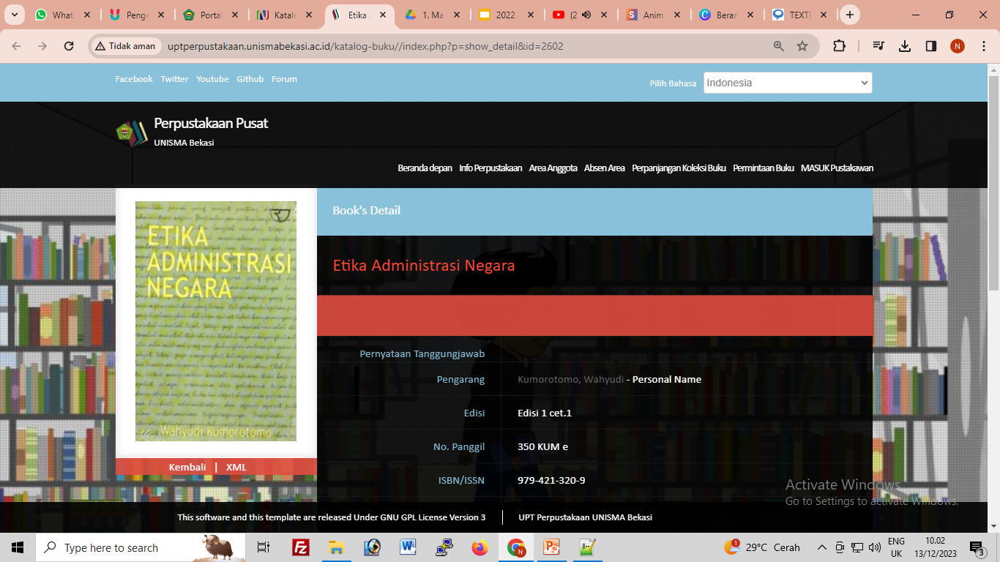 Whats
Penge
Portal
Katalo
Etika A
1. Ma
2022
(2
Anim
Beran
TEXTE
Tidak aman
uptperpustakaan.unismabekasi.ac.id/katalog-buku//index.php?p=show_detail&id=2602
N
Facebook Twitter Youtube Github Forum
Pilih Bahasa Indonesia
Perpustakaan Pusat
UNISMA Bekasi
Beranda depan Info Perpustakaan Area Anggota Absen Area Perpanjangan Koleksi Buku Permintaan Buku MASUK Pustakawan
ETIKA
ADMINISTRASI
NEGARA
Wahyudi Kumorotomo
Kembali | XML
Book's Detail
Etika Administrasi Negara
Pernyataan Tanggungjawab
Pengarang Kumorotomo, Wahyudi - Personal Name
Edisi Edisi 1 cet.1
No. Panggil 350 KUM e
ISBN/ISSN 979-421-320-9
Activate Windows
Go to Settings to activate Windows.
This software and this template are released Under GNU GPL License Version 3 UPT Perpustakaan UNISMA Bekasi
Type here to search
29°C Cerah
ENG
UK
10.02
13/12/2023
3